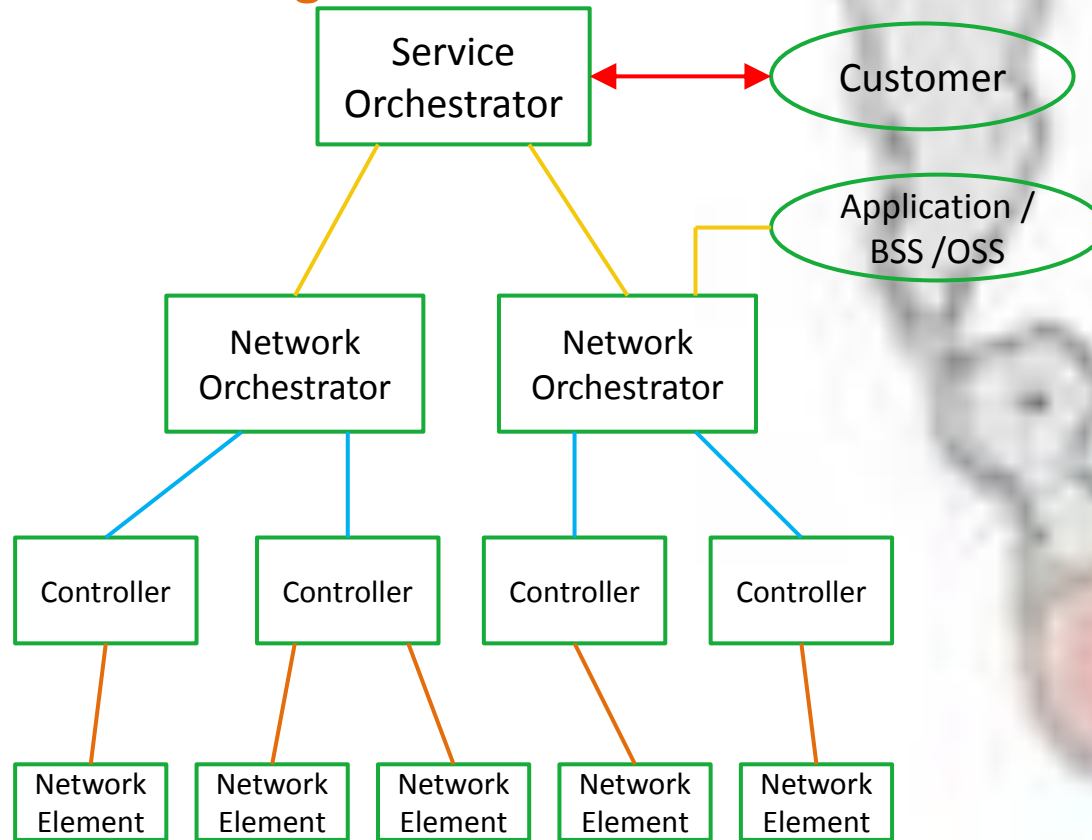 Service
Orchestrator
Customer
Application /
BSS /OSS
Network
Orchestrator
Network
Orchestrator
Controller
Controller
Controller
Controller
Network
Element
Network
Element
Network
Element
Network
Element
Network
Element